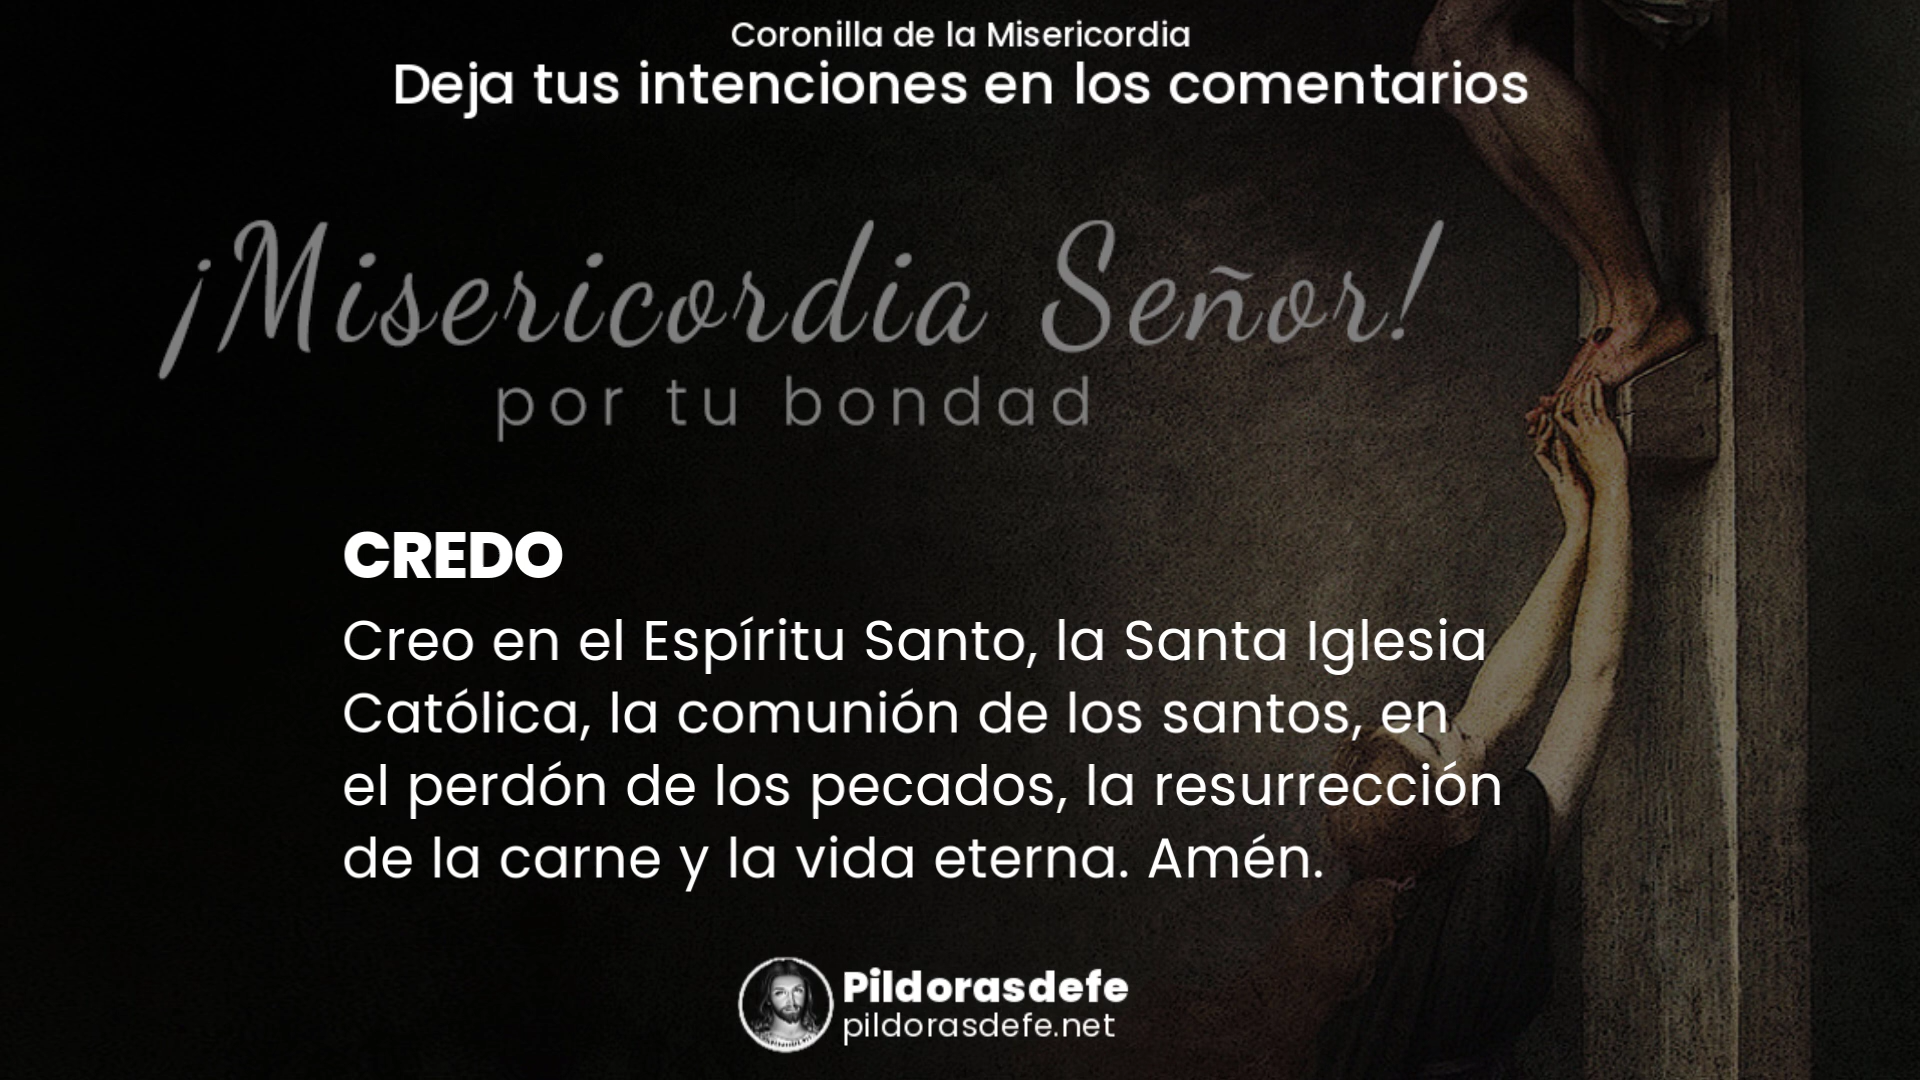 Coronilla de la Misericordia
Deja tus intenciones en los comentarios
¡Misericordia Señor!
por tu bondad
CREDO
Creo en el Espíritu Santo, la Santa Iglesia
Católica, la comunión de los santos, en
el perdón de los pecados, la resurrección
de la carne y la vida eterna. Amén.
Pildorasdefe
pildorasdefe.net